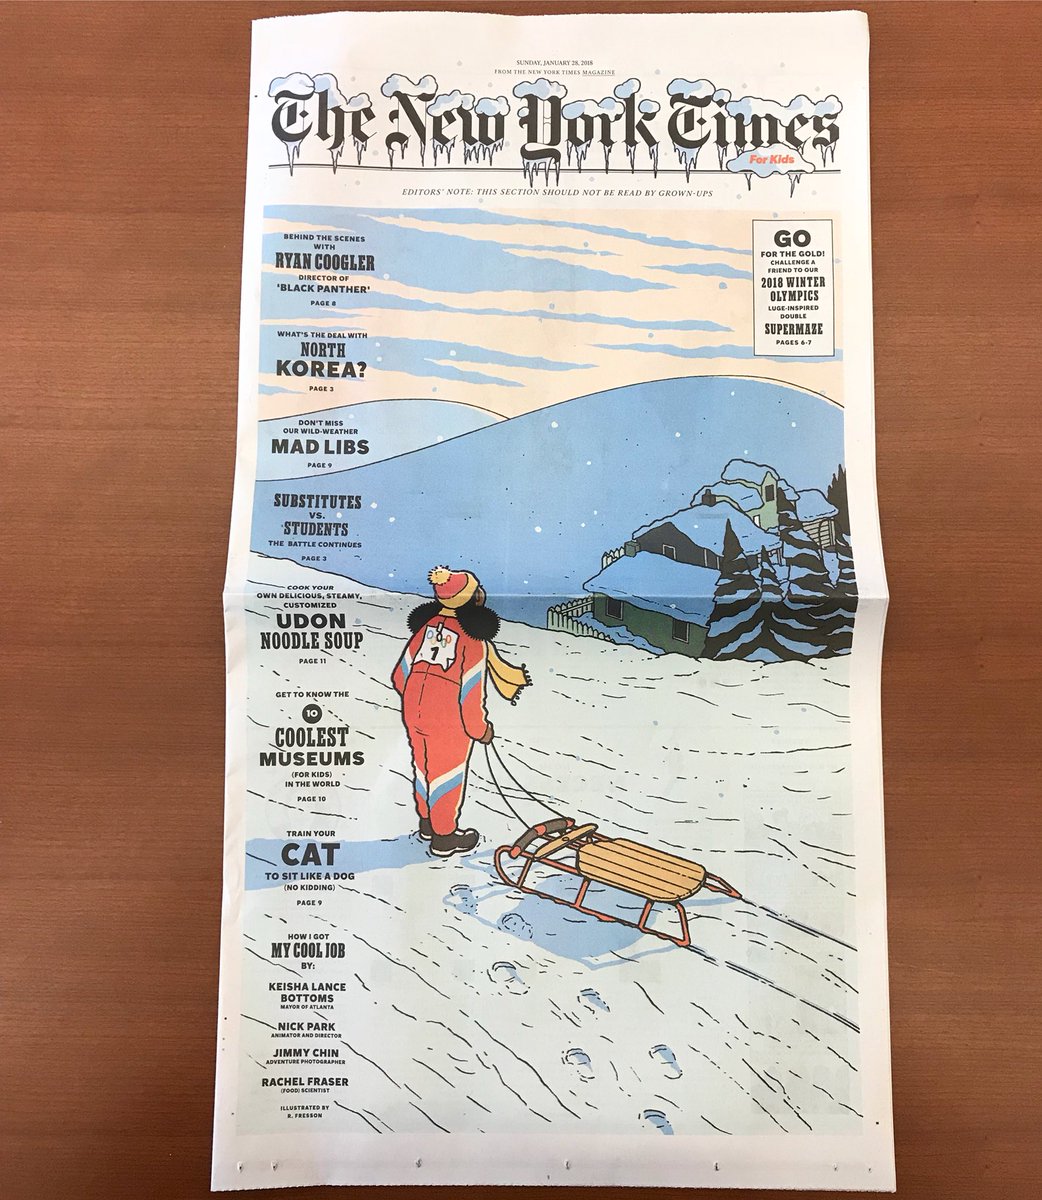 SUNDAY, JANUARY 28, 2018
FROM THE NEW YORK TIMES MAGAZINE
The New York Times
For Kids
EDITORS' NOTE: THIS SECTION SHOULD NOT BE READ BY GROWN-UPS
BEHIND THE SCENES
WITH
RYAN COOGLER
DIRECTOR OF
'BLACK PANTHER'
PAGE 8
WHAT'S THE DEAL WITH
NORTH
KOREA?
PAGE 3
DON'T MISS
OUR WILD-WEATHER
MAD LIBS
PAGE 9
SUBSTITUTES
VS.
STUDENTS
THE BATTLE CONTINUES
PAGE 3
COOK YOUR
OWN DELICIOUS, STEAMY,
CUSTOMIZED
UDON
NOODLE SOUP
PAGE 11
GET TO KNOW THE
10
COOLEST
MUSEUMS
(FOR KIDS)
IN THE WORLD
PAGE 10
TRAIN YOUR
CAT
TO SIT LIKE A DOG
(NO KIDDING)
PAGE 9
HOW I GOT
MY COOL JOB
BY:
KEISHA LANCE
BOTTOMS
MAYOR OF ATLANTA
NICK PARK
ANIMATOR AND DIRECTOR
JIMMY CHIN
ADVENTURE PHOTOGRAPHER
RACHEL FRASER
(FOOD) SCIENTIST
ILLUSTRATED BY
R. FRESSON
GO
FOR THE GOLD!
CHALLENGE A
FRIEND TO OUR
2018 WINTER
OLYMPICS
LUGE-INSPIRED
DOUBLE
SUPERMAZE
PAGES 6-7
1